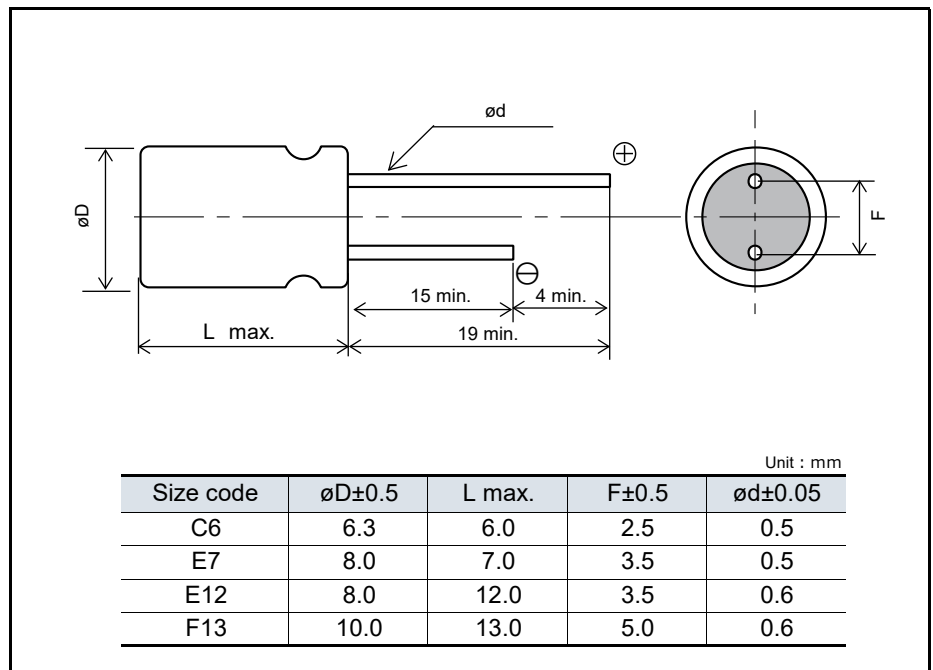 ød
⊕
øD
F
⊖
15 min.
4 min.
L max.
19 min.
Unit : mm
Size code øD±0.5 L max. F±0.5 ød±0.05
C6 6.3 6.0 2.5 0.5
E7 8.0 7.0 3.5 0.5
E12 8.0 12.0 3.5 0.6
F13 10.0 13.0 5.0 0.6